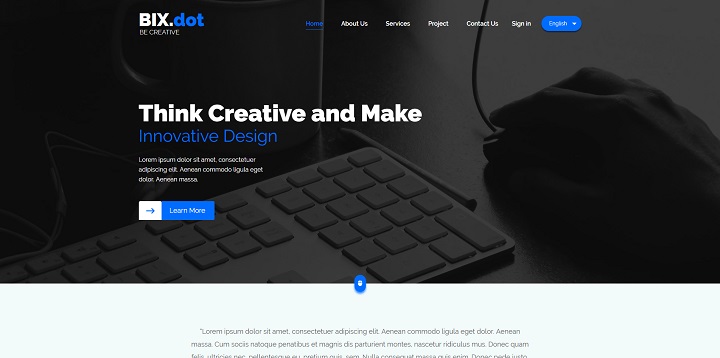 BIX.dot
BE CREATIVE
Home About Us Services Project Contact Us Sign in English
Think Creative and Make
Innovative Design
Lorem ipsum dolor sit amet, consectetuer
adipiscing elit. Aenean commodo ligula eget
dolor. Aenean massa.
Learn More
"Lorem ipsum dolor sit amet, consectetuer adipiscing elit. Aenean commodo ligula eget dolor. Aenean
massa. Cum sociis natoque penatibus et magnis dis parturient montes, nascetur ridiculus mus. Donec quam
felis, ultricies nec, pellentesque eu, pretium quis, sem. Nulla consequat massa quis enim. Donec pede justo